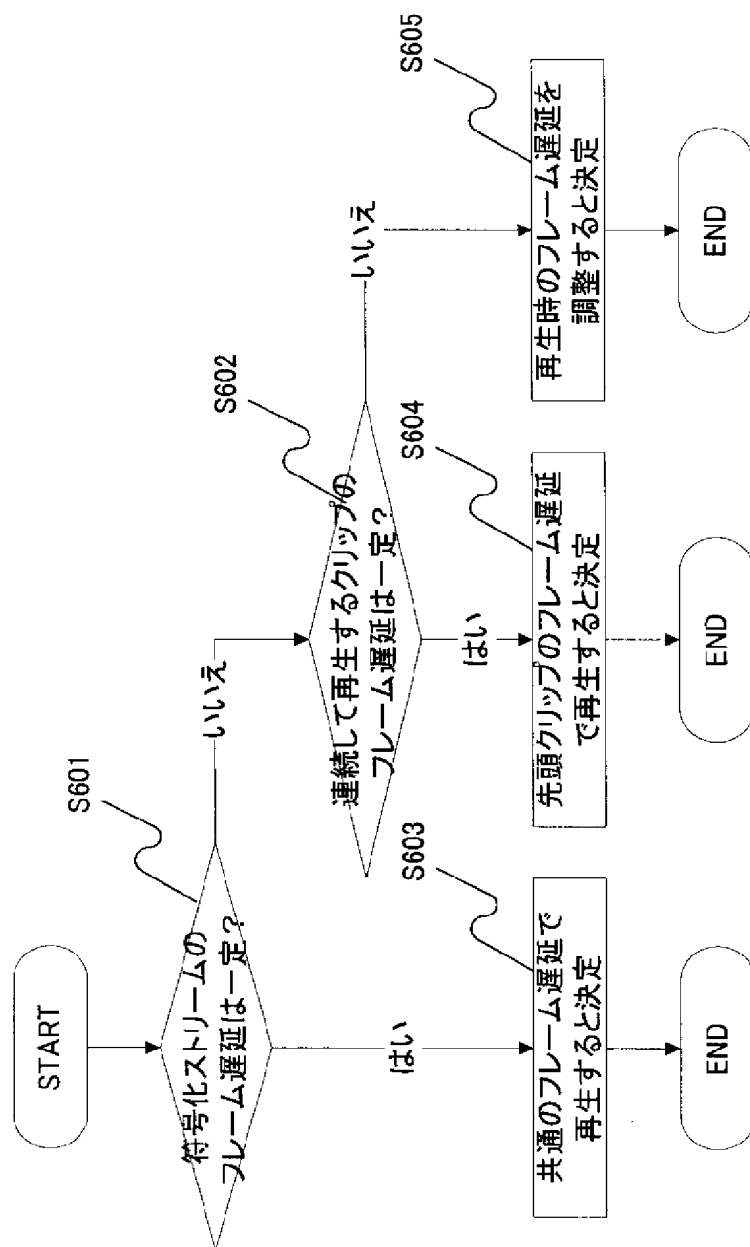 START
S601
符号化ストリームの
フレーム遅延は一定？
いいえ
はい
S602
連続して再生するクリップの
フレーム遅延は一定？
いいえ
はい
S603
共通のフレーム遅延で
再生すると決定
S604
先頭クリップのフレーム遅延
で再生すると決定
S605
再生時のフレーム遅延を
調整すると決定
END
END
END